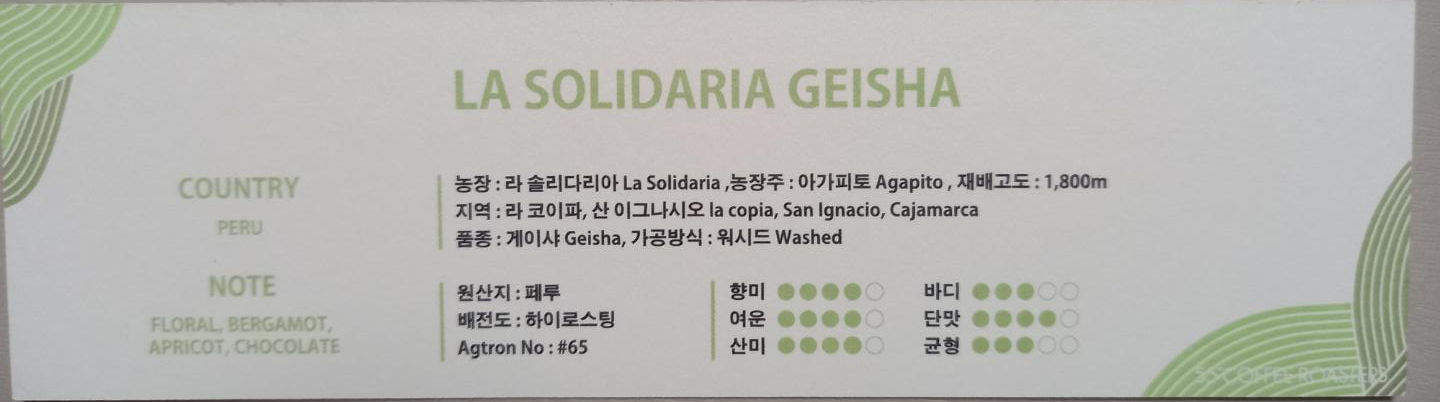 LA SOLIDARIA GEISHA
COUNTRY
PERU
농장 : 라 솔리다리아 La Solidaria ,농장주 : 아가피토 Agapito , 재배고도 : 1,800m
지역 : 라 코이파, 산 이그나시오 la copia, San Ignacio, Cajamarca
품종 : 게이샤 Geisha, 가공방식 : 워시드 Washed
NOTE
FLORAL, BERGAMOT,
APRICOT, CHOCOLATE
원산지 : 페루
배전도 : 하이로스팅
Agtron No : #65
향미
여운
산미
바디
단맛
균형
55℃ COFFEE ROASTERS